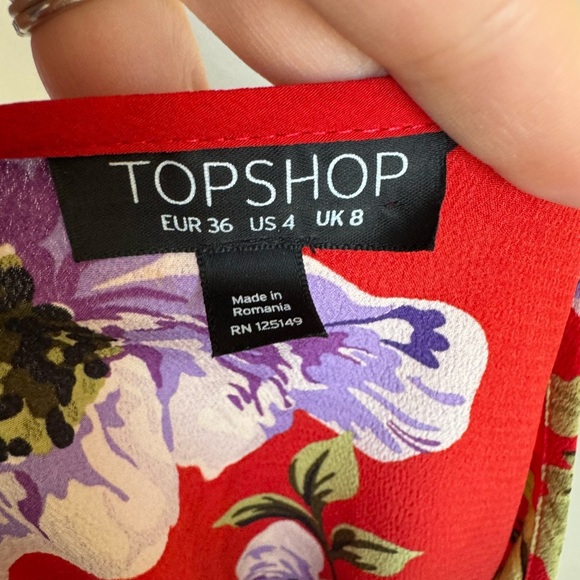 TOPSHOP
EUR 36 US 4 UK 8
Made in
Romania
RN 125149